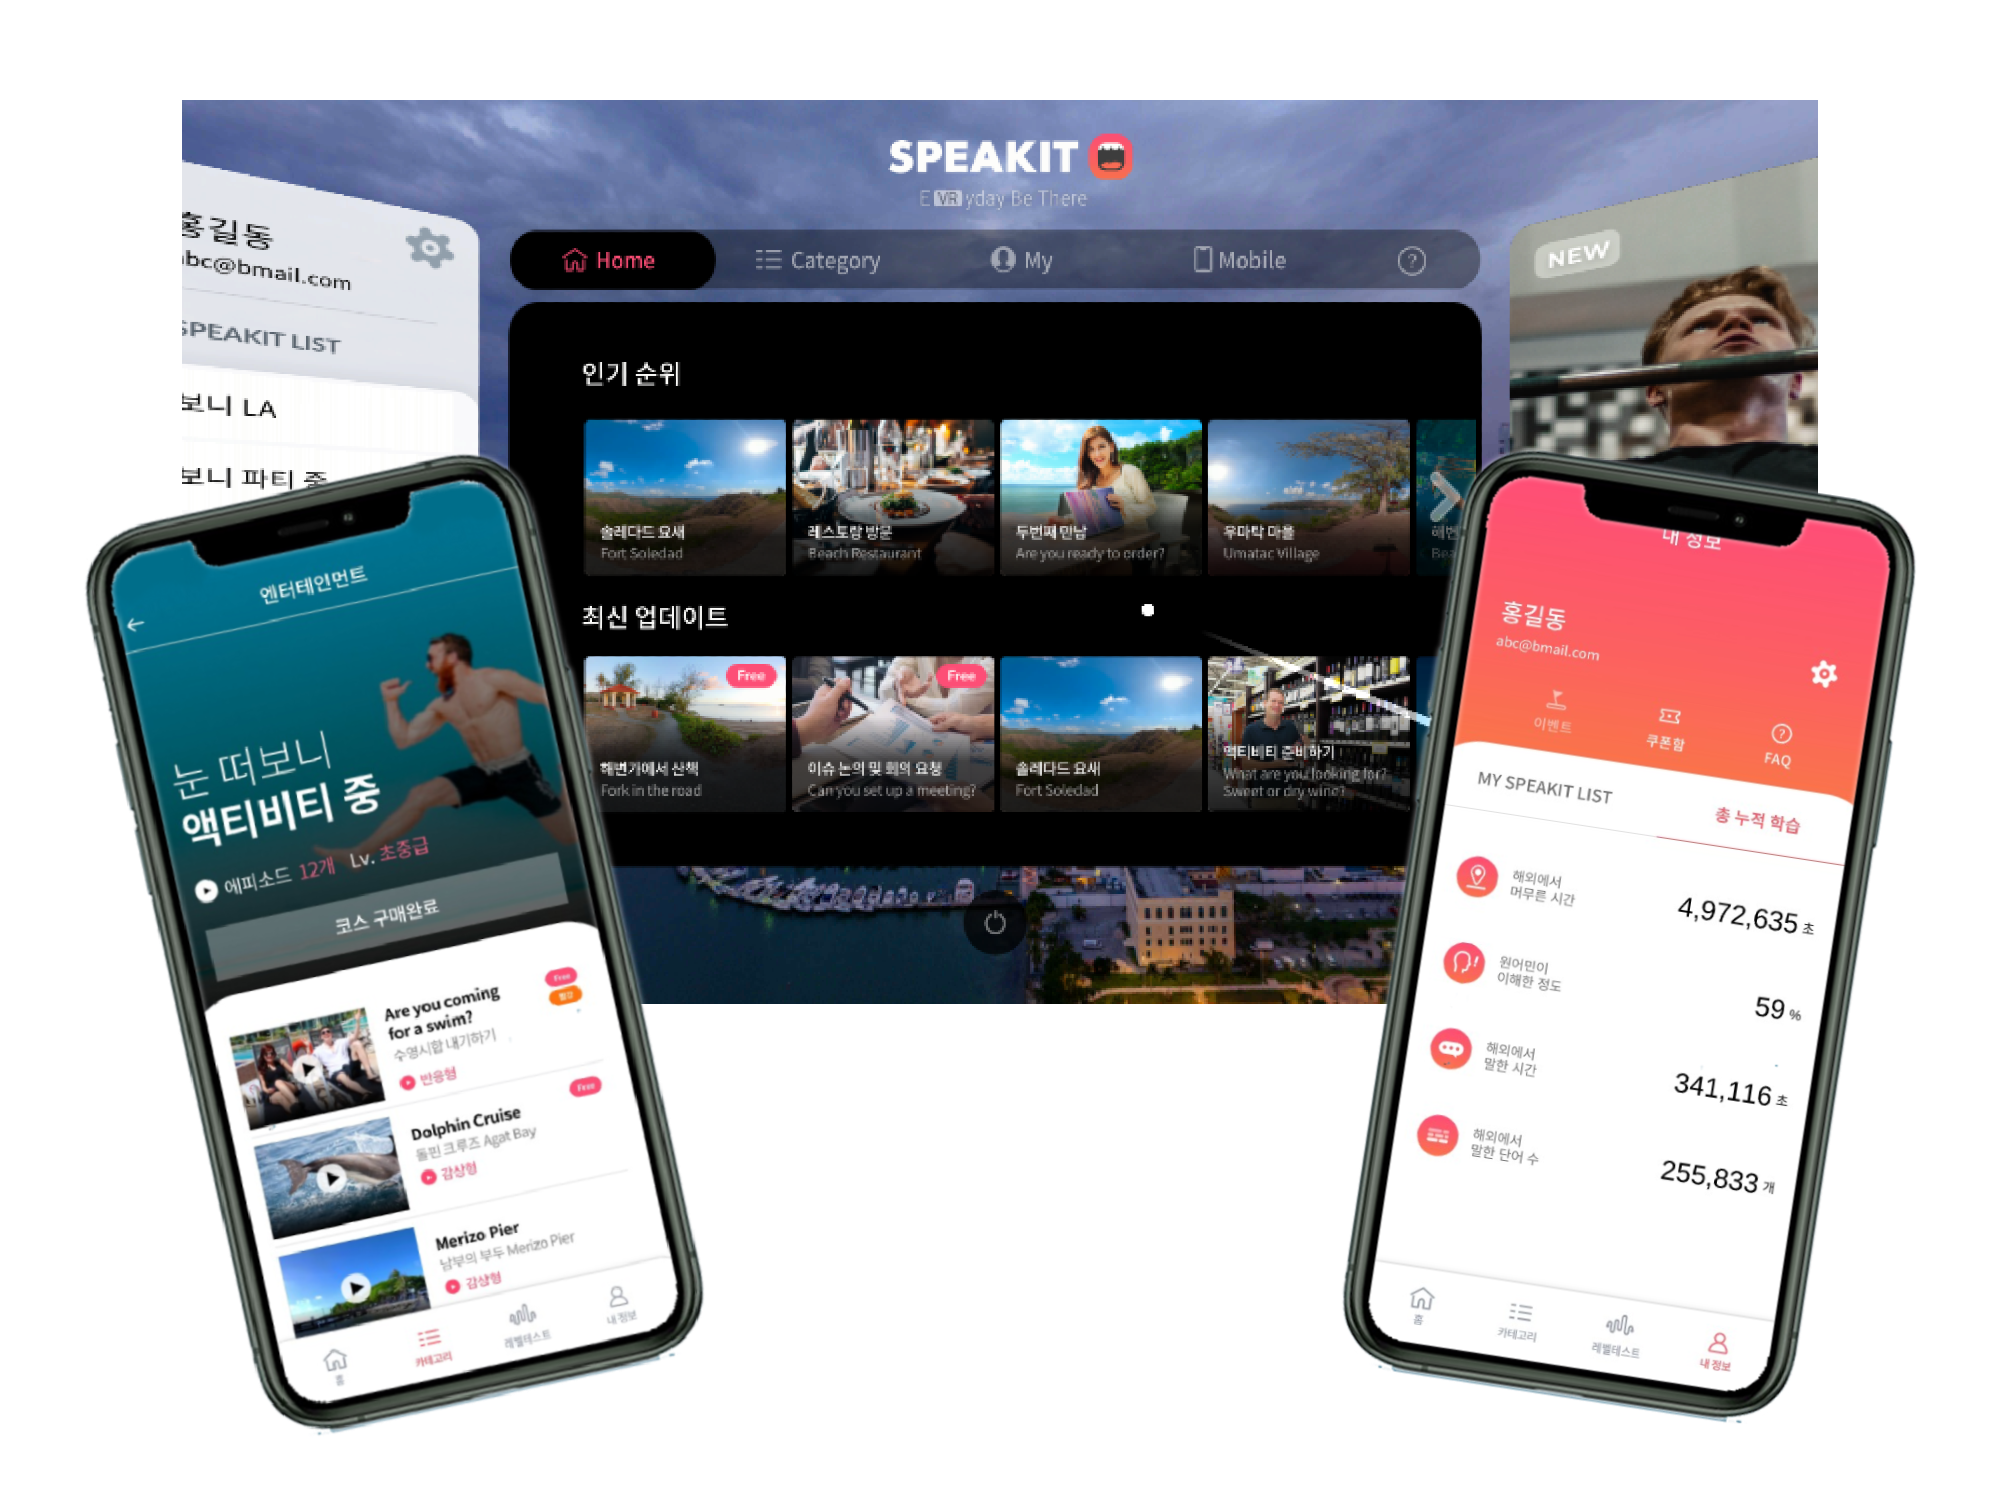 SPEAKIT
E VR yday Be There
Home
Category
My
Mobile
?
홍길동
abc@bmail.com
SPEAKIT LIST
보니 LA
보니 파티 중
NEW
인기 순위
솔레다드 요새
Fort Soledad
레스토랑 방문
Beach Restaurant
두번째 만남
Are you ready to order?
우마탁 마을
Umatac Village
해변
Bea
최신 업데이트
Free
해변가에서 산책
Fork in the road
Free
이슈 논의 및 회의 요청
Can you set up a meeting?
솔레다드 요새
Fort Soledad
액티비티 준비하기
What are you looking for?
Sweet or dry wine?
엔터테인먼트
눈 떠보니
액티비티 중
에피소드 12개 Lv. 초중급
코스 구매완료
Are you coming
for a swim?
수영시합 내기하기
반응형
Free
Dolphin Cruise
돌핀 크루즈 Agat Bay
감상형
Free
Merizo Pier
남부의 부두 Merizo Pier
감상형
홈
카테고리
레벨테스트
내 정보
내 정보
홍길동
abc@bmail.com
이벤트
쿠폰함
FAQ
MY SPEAKIT LIST
총 누적 학습
해외에서
머무른 시간
4,972,635 초
원어민이
이해한 정도
59 %
해외에서
말한 시간
341,116 초
해외에서
말한 단어 수
255,833 개
홈
카테고리
레벨테스트
내 정보